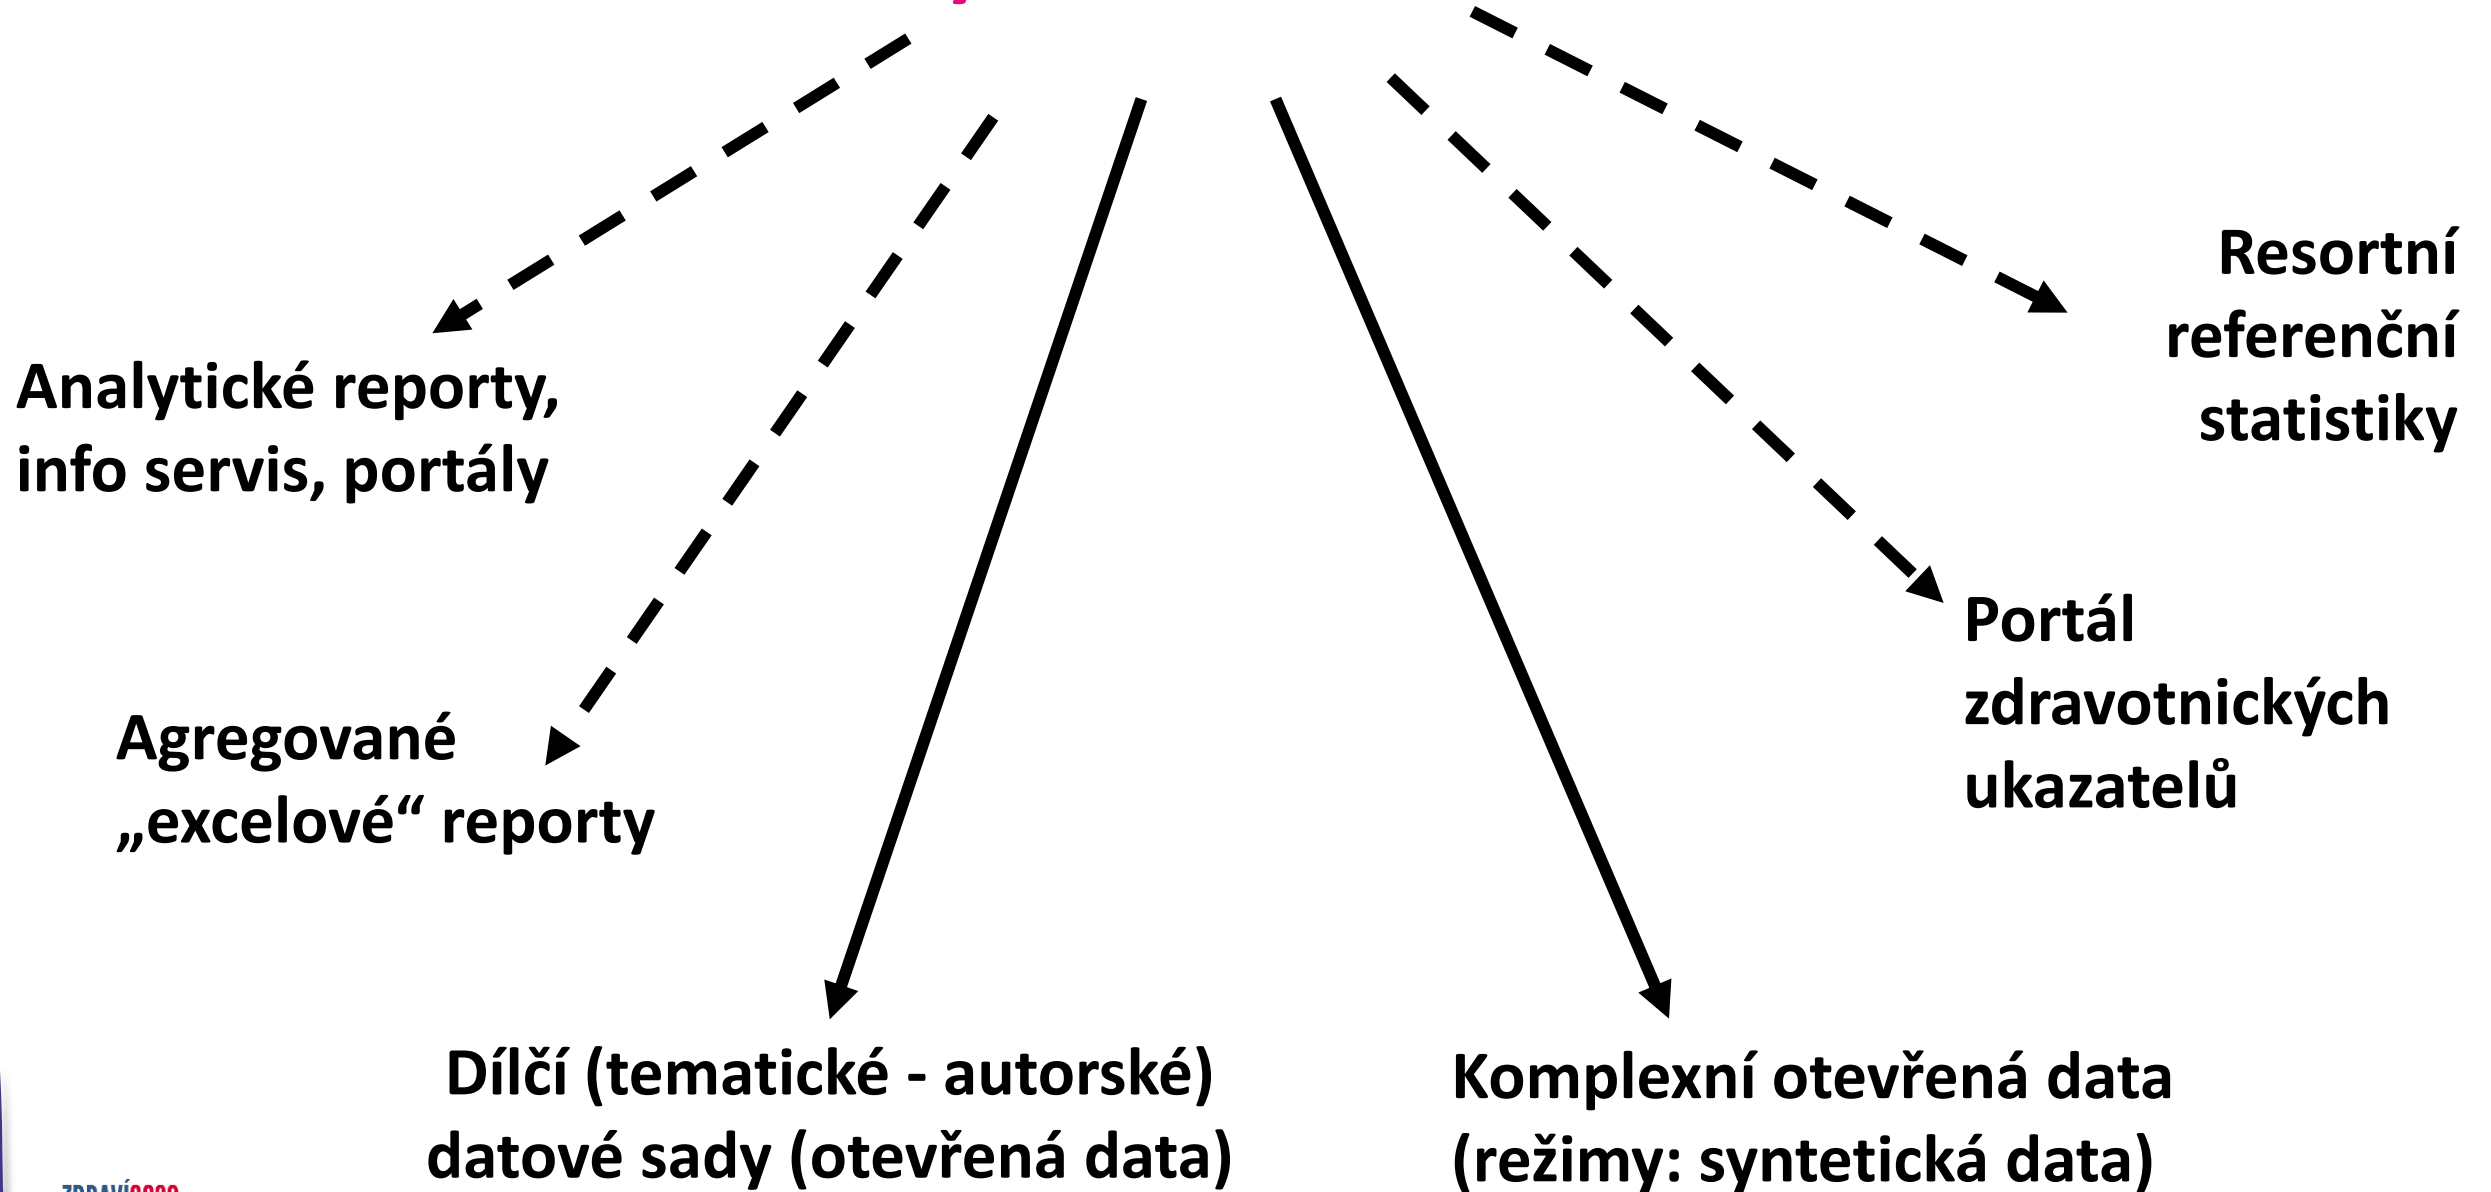 Resortní
referenční
statistiky
Analytické reporty,
info servis, portály
Portál
zdravotnických
ukazatelů
Agregované
„excelové“ reporty
Dílčí (tematické - autorské)
datové sady (otevřená data)
Komplexní otevřená data
(režimy: syntetická data)